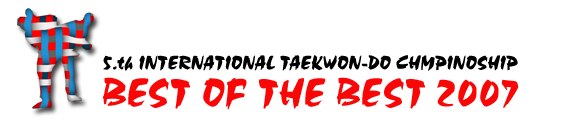 5.th INTERNATIONAL TAEKWON-DO CHMPINOSHIP
BEST OF THE BEST 2007